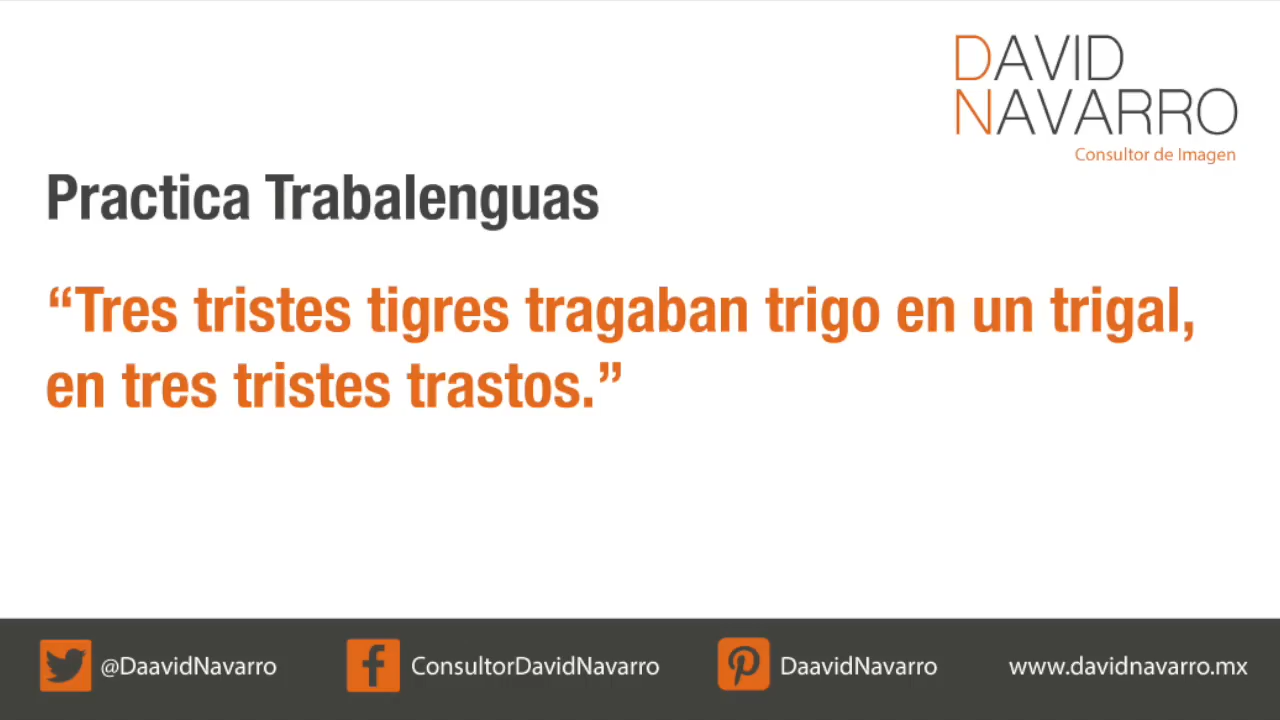 DAVID
NAVARRO
Consultor de Imagen
Practica Trabalenguas
“Tres tristes tigres tragaban trigo en un trigal,
en tres tristes trastos.”
@DaavidNavarro ConsultorDavidNavarro DaavidNavarro www.davidnavarro.mx